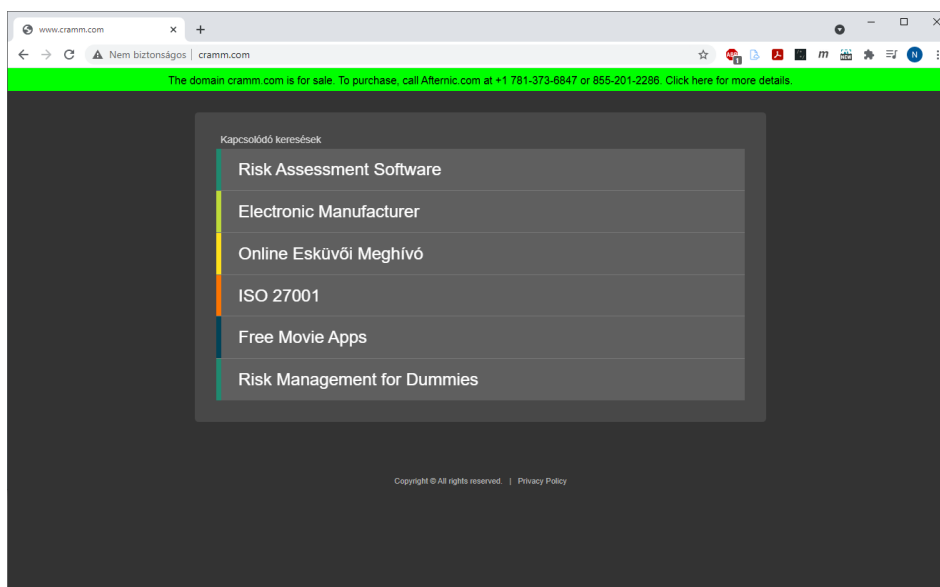 www.cramm.com
Nem biztonságos | cramm.com
ABP
1
m
NEW
N
The domain cramm.com is for sale. To purchase, call Afternic.com at +1 781-373-6847 or 855-201-2286. Click here for more details.
Kapcsolódó keresések
Risk Assessment Software
Electronic Manufacturer
Online Esküvői Meghívó
ISO 27001
Free Movie Apps
Risk Management for Dummies
Copyright © All rights reserved. | Privacy Policy